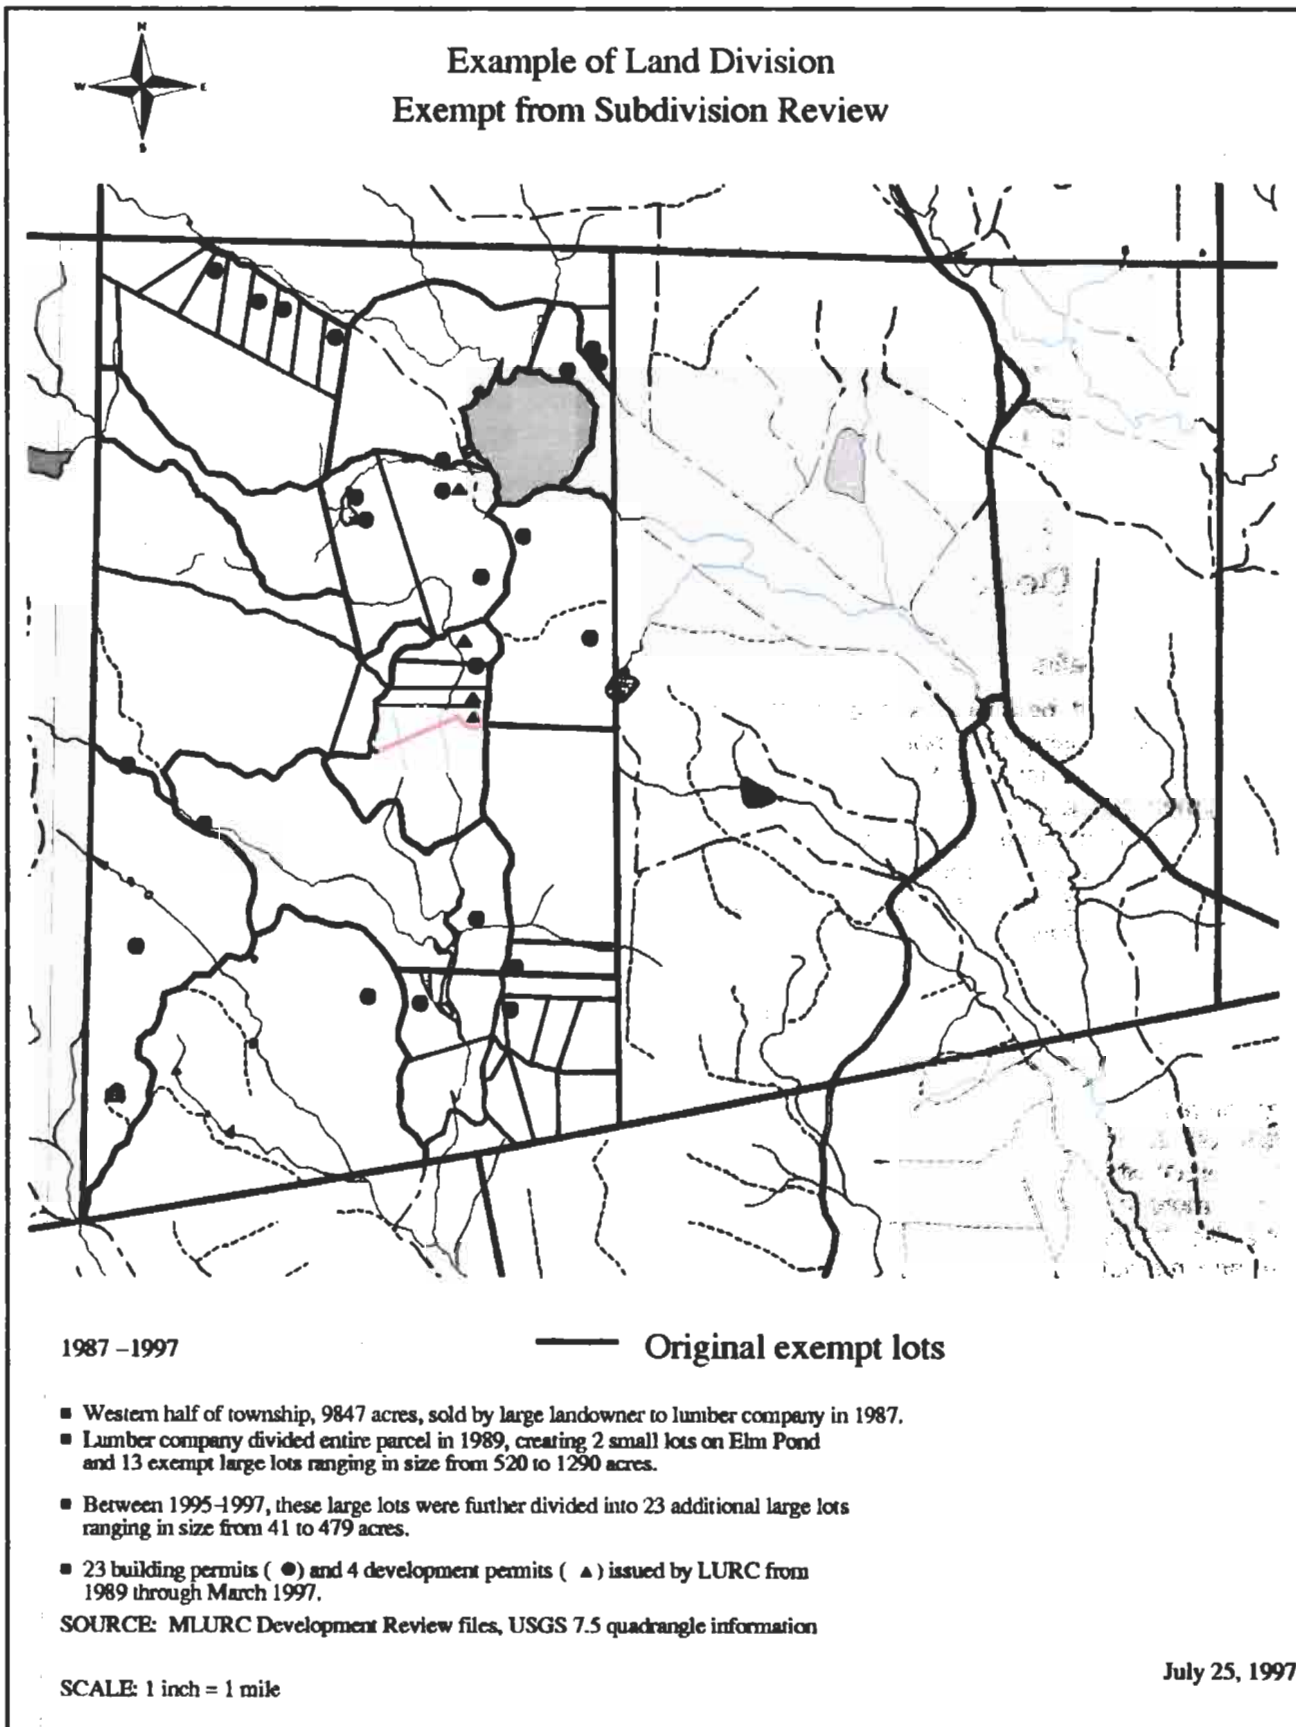 N
W E
S
Example of Land Division
Exempt from Subdivision Review
1987 –1997
Original exempt lots
■ Western half of township, 9847 acres, sold by large landowner to lumber company in 1987.
■ Lumber company divided entire parcel in 1989, creating 2 small lots on Elm Pond
and 13 exempt large lots ranging in size from 520 to 1290 acres.
■ Between 1995-1997, these large lots were further divided into 23 additional large lots
ranging in size from 41 to 479 acres.
■ 23 building permits ( ●) and 4 development permits ( ▲) issued by LURC from
1989 through March 1997.
SOURCE: MLURC Development Review files, USGS 7.5 quadrangle information
July 25, 1997
SCALE: 1 inch = 1 mile